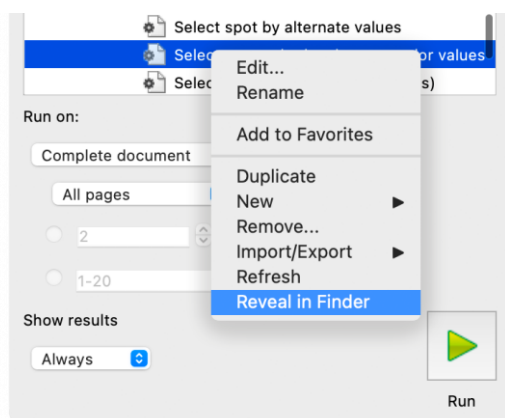 Select spot by alternate values
Selec or values
Selec s)
Edit...
Rename
Add to Favorites
Duplicate
New
Remove...
Import/Export
Refresh
Reveal in Finder
Run on:
Complete document
All pages
2
1-20
Show results
Always
Run